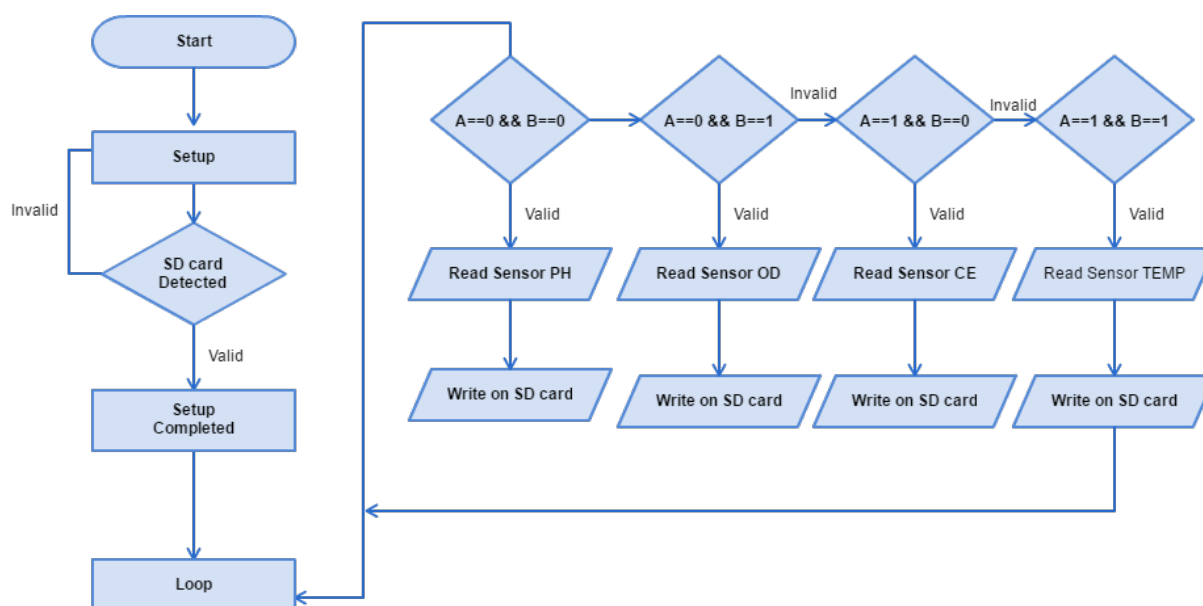 Start
Setup
Invalid
SD card
Detected
Valid
Setup
Completed
Loop
A==0 && B==0
A==0 && B==1
Invalid
A==1 && B==0
Invalid
A==1 && B==1
Valid
Valid
Valid
Valid
Read Sensor PH
Read Sensor OD
Read Sensor CE
Read Sensor TEMP
Write on SD card
Write on SD card
Write on SD card
Write on SD card